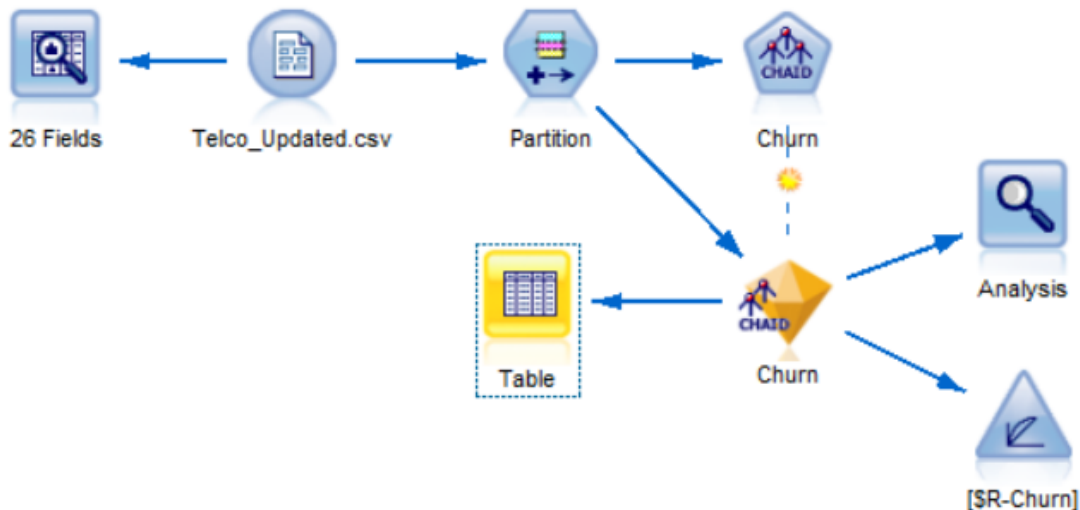 CHAID
26 Fields
Telco_Updated.csv
Partition
Churn
Analysis
CHAID
Table
Churn
[$R-Churn]